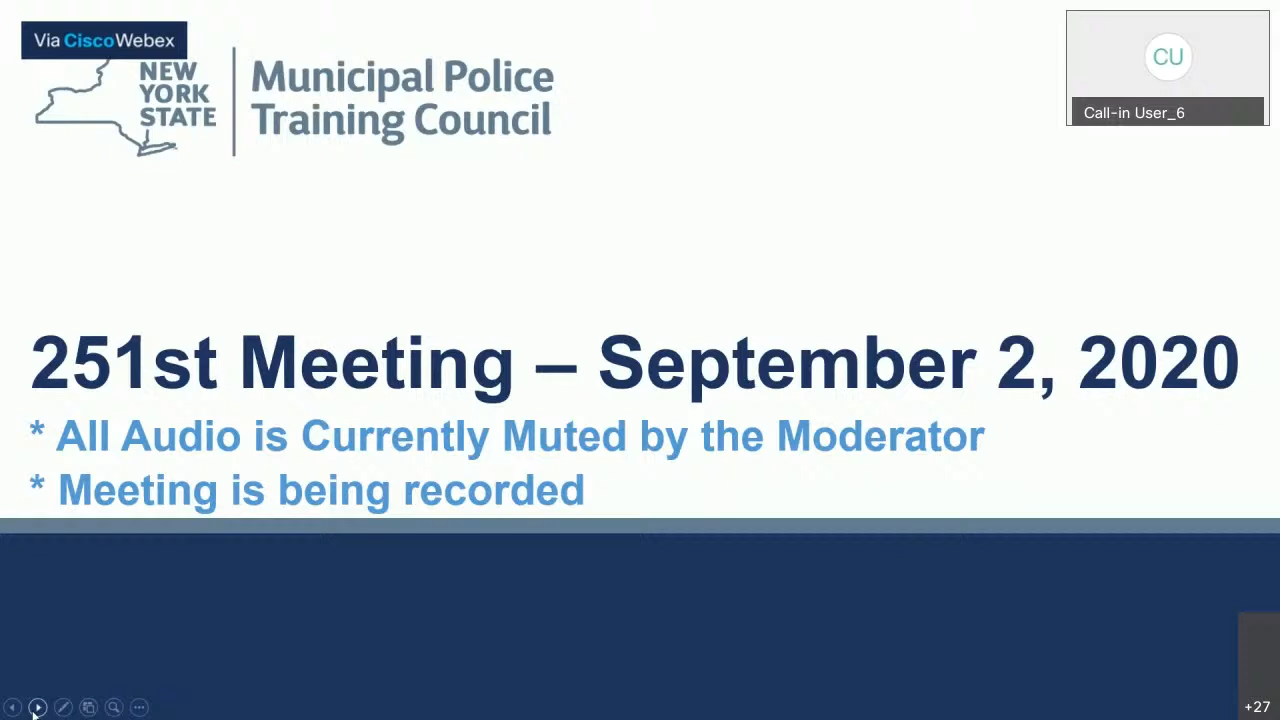 Via CiscoWebex
NEW
YORK
STATE
Municipal Police
Training Council
CU
Call-in User_6
251st Meeting – September 2, 2020
* All Audio is Currently Muted by the Moderator
* Meeting is being recorded
+27